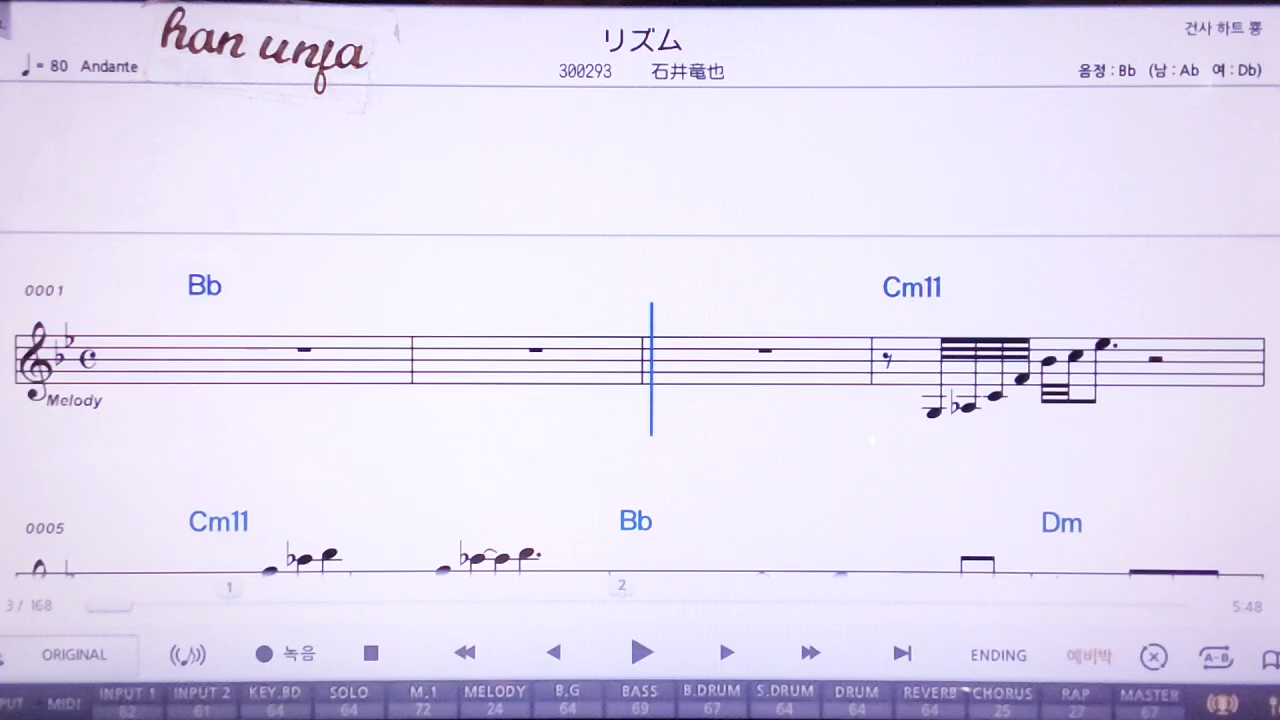 han unfa
リズム
건사 하트 뽕
♩= 80 Andante
300293 石井竜也
음정 : Bb (남 : Ab 여 : Db)
0001 Bb Cm11
Melody
0005 Cm11 Bb Dm
1 2
3 / 168 5:48
ORIGINAL 녹음 ENDING 예비박 A-B
PUT MIDI INPUT 1 INPUT 2 KEY.BD SOLO M.1 MELODY B.G BASS B.DRUM S.DRUM DRUM REVERB CHORUS RAP MASTER
82 61 64 64 72 24 64 69 67 64 64 64 25 27 67